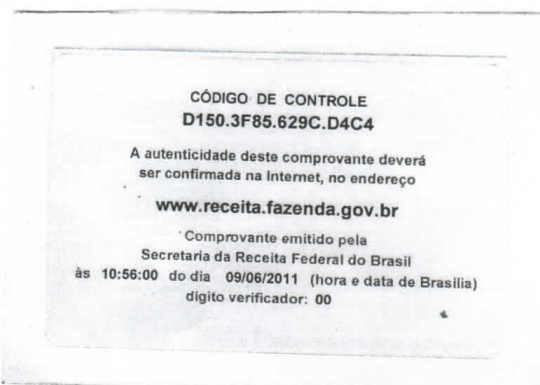 CÓDIGO DE CONTROLE
D150.3F85.629C.D4C4
A autenticidade deste comprovante deverá
ser confirmada na Internet, no endereço
www.receita.fazenda.gov.br
Comprovante emitido pela
Secretaria da Receita Federal do Brasil
às 10:56:00 do dia 09/06/2011 (hora e data de Brasília)
dígito verificador: 00